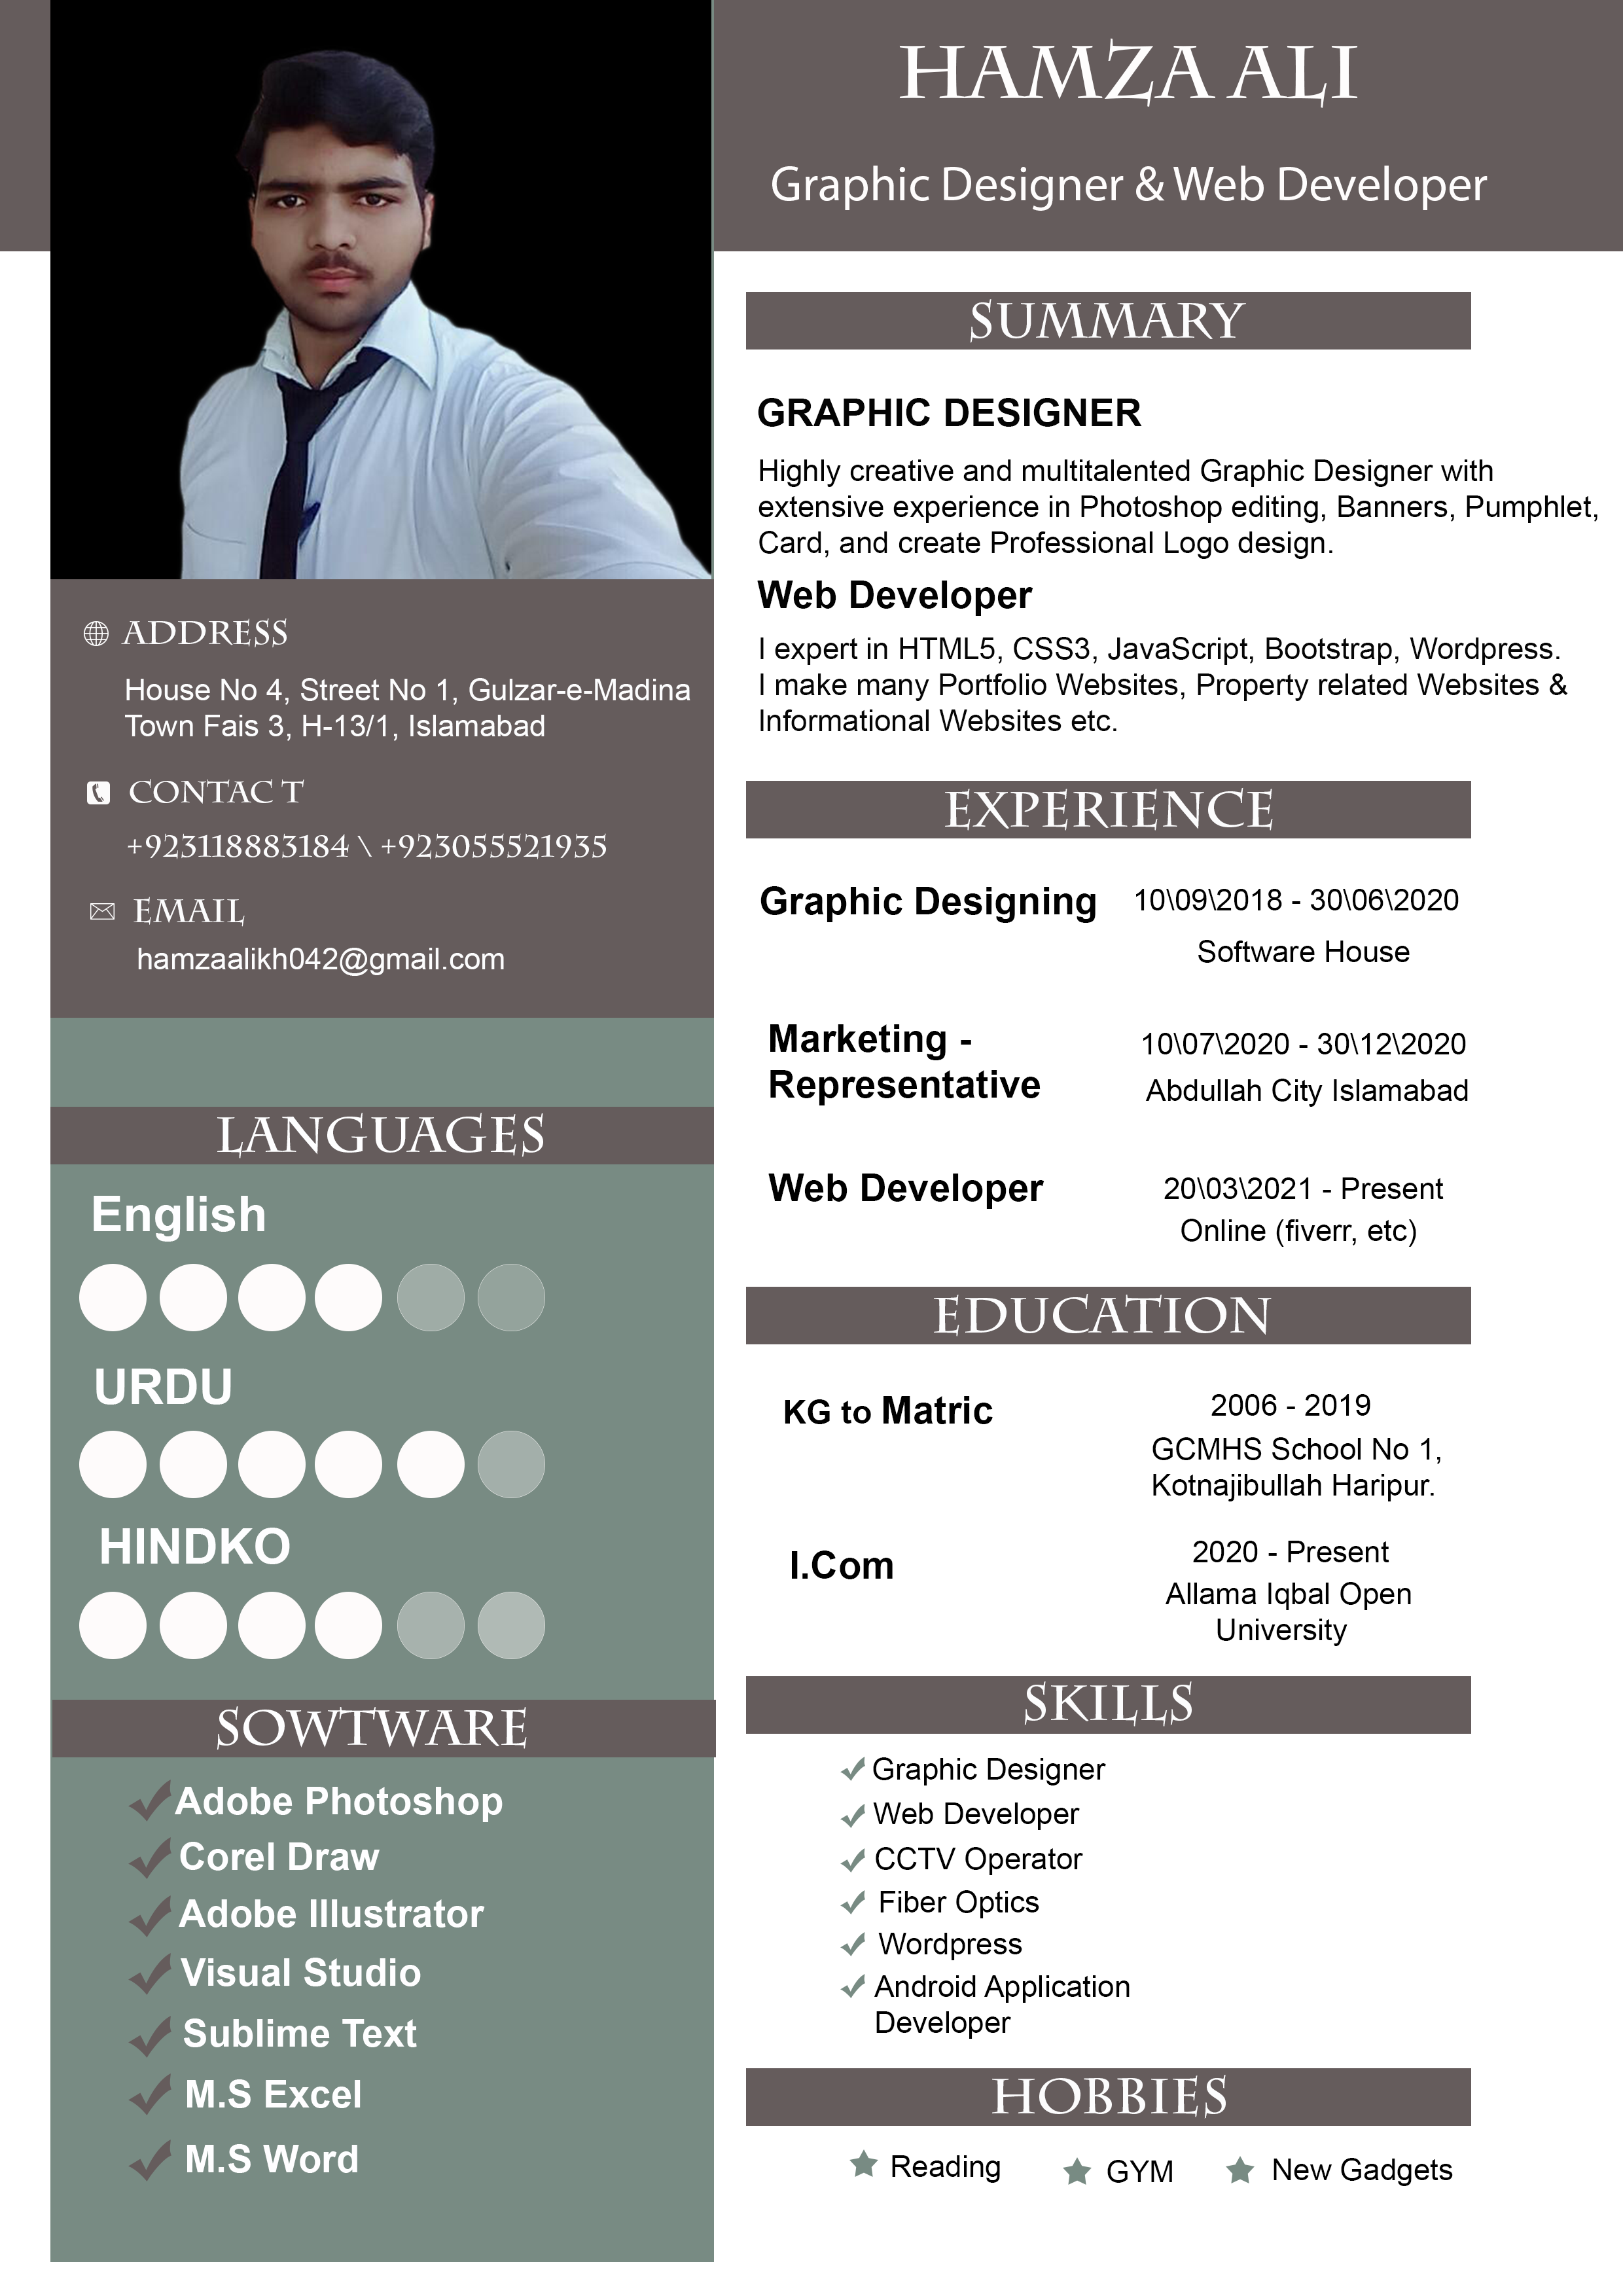 HAMZA ALI
Graphic Designer & Web Developer
ADDRESS
House No 4, Street No 1, Gulzar-e-Madina
Town Fais 3, H-13/1, Islamabad
CONTAC T
+923118883184 \ +923055521935
EMAIL
hamzaalikh042@gmail.com
LANGUAGES
English
URDU
HINDKO
SOWTWARE
Adobe Photoshop
Corel Draw
Adobe Illustrator
Visual Studio
Sublime Text
M.S Excel
M.S Word
SUMMARY
GRAPHIC DESIGNER
Highly creative and multitalented Graphic Designer with
extensive experience in Photoshop editing, Banners, Pumphlet,
Card, and create Professional Logo design.
Web Developer
I expert in HTML5, CSS3, JavaScript, Bootstrap, Wordpress.
I make many Portfolio Websites, Property related Websites &
Informational Websites etc.
EXPERIENCE
Graphic Designing 10\09\2018 - 30\06\2020
Software House
Marketing - 10\07\2020 - 30\12\2020
Representative Abdullah City Islamabad
Web Developer 20\03\2021 - Present
Online (fiverr, etc)
EDUCATION
KG to Matric 2006 - 2019
GCMHS School No 1,
Kotnajibullah Haripur.
I.Com 2020 - Present
Allama Iqbal Open
University
SKILLS
Graphic Designer
Web Developer
CCTV Operator
Fiber Optics
Wordpress
Android Application
Developer
HOBBIES
Reading GYM New Gadgets